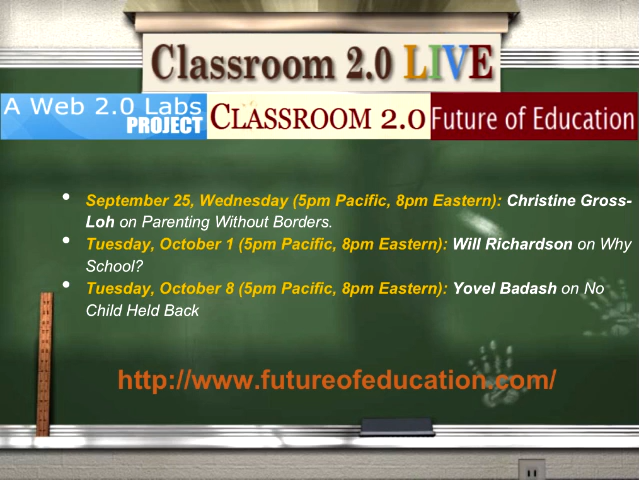 Classroom 2.0 LIVE
A Web 2.0 Labs
PROJECT
CLASSROOM 2.0
Future of Education
• September 25, Wednesday (5pm Pacific, 8pm Eastern): Christine Gross-
Loh on Parenting Without Borders.
• Tuesday, October 1 (5pm Pacific, 8pm Eastern): Will Richardson on Why
School?
• Tuesday, October 8 (5pm Pacific, 8pm Eastern): Yovel Badash on No
Child Held Back
http://www.futureofeducation.com/